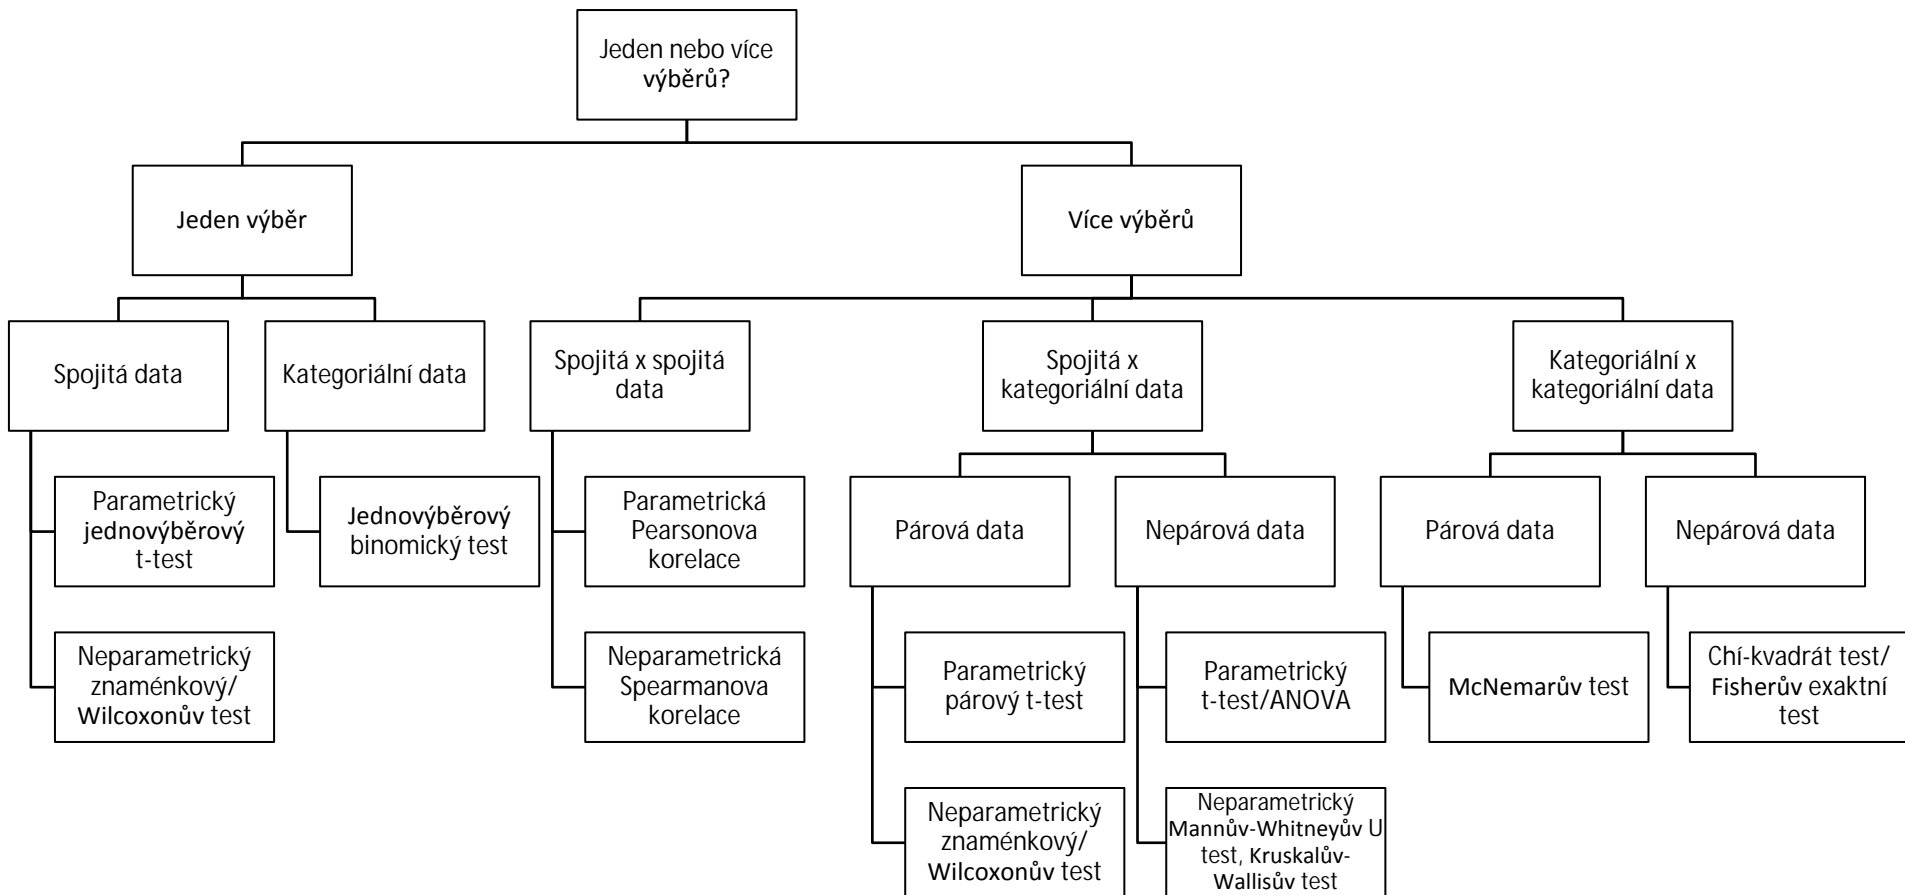 Jeden nebo více
výběrů?
Jeden výběr
Více výběrů
Spojitá data
Kategoriální data
Spojitá x spojitá
data
Spojitá x
kategoriální data
Kategoriální x
kategoriální data
Parametrický
jednovýběrový
t-test
Jednovýběrový
binomický test
Parametrická
Pearsonova
korelace
Párová data
Nepárová data
Párová data
Nepárová data
Neparametrický
znaménkový/
Wilcoxonův test
Neparametrická
Spearmanova
korelace
Parametrický
párový t-test
Parametrický
t-test/ANOVA
McNemarův test
Chí-kvadrát test/
Fisherův exaktní
test
Neparametrický
znaménkový/
Wilcoxonův test
Neparametrický
Mannův-Whitneyův U
test, Kruskalův-
Wallisův test